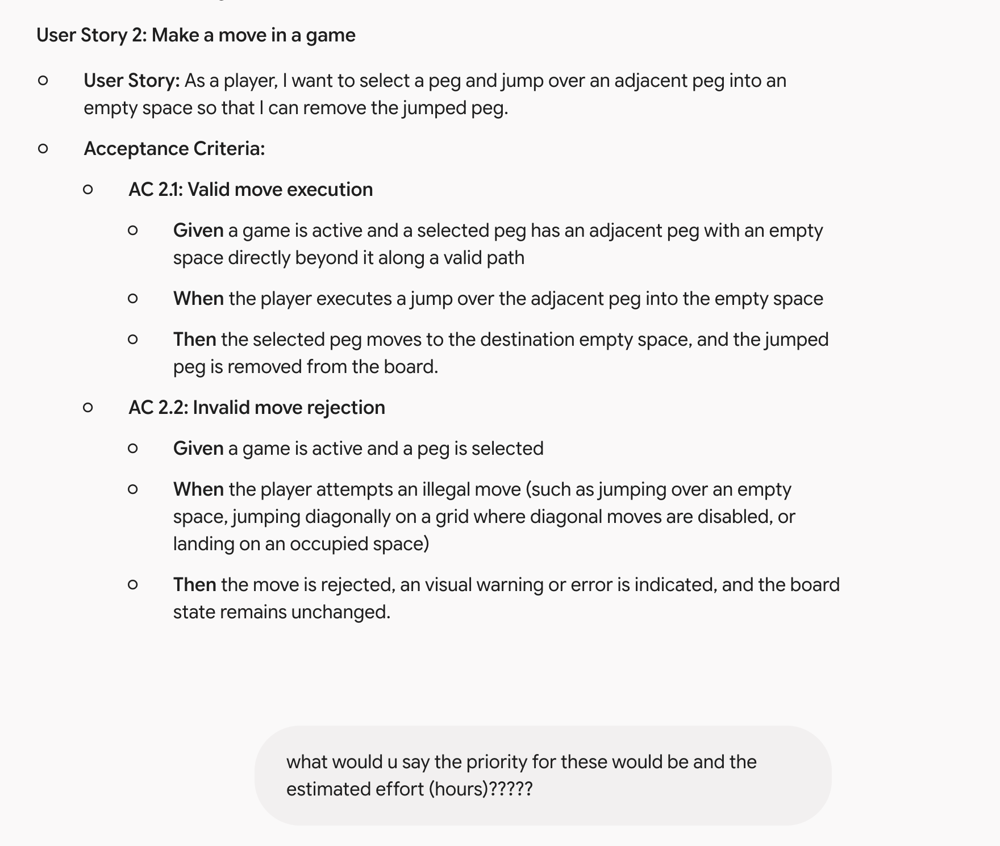 User Story 2: Make a move in a game
User Story: As a player, I want to select a peg and jump over an adjacent peg into an
empty space so that I can remove the jumped peg.
Acceptance Criteria:
AC 2.1: Valid move execution
Given a game is active and a selected peg has an adjacent peg with an empty
space directly beyond it along a valid path
When the player executes a jump over the adjacent peg into the empty space
Then the selected peg moves to the destination empty space, and the jumped
peg is removed from the board.
AC 2.2: Invalid move rejection
Given a game is active and a peg is selected
When the player attempts an illegal move (such as jumping over an empty
space, jumping diagonally on a grid where diagonal moves are disabled, or
landing on an occupied space)
Then the move is rejected, an visual warning or error is indicated, and the board
state remains unchanged.
what would u say the priority for these would be and the
estimated effort (hours)?????